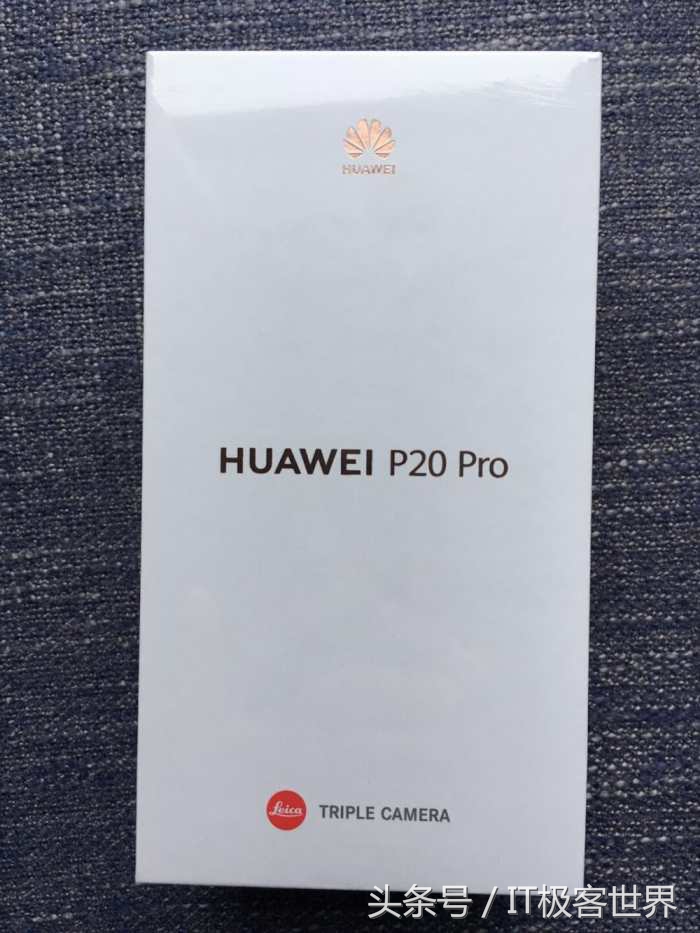 HUAWEI
HUAWEI P20 Pro
Leica TRIPLE CAMERA
头条号 / IT极客世界